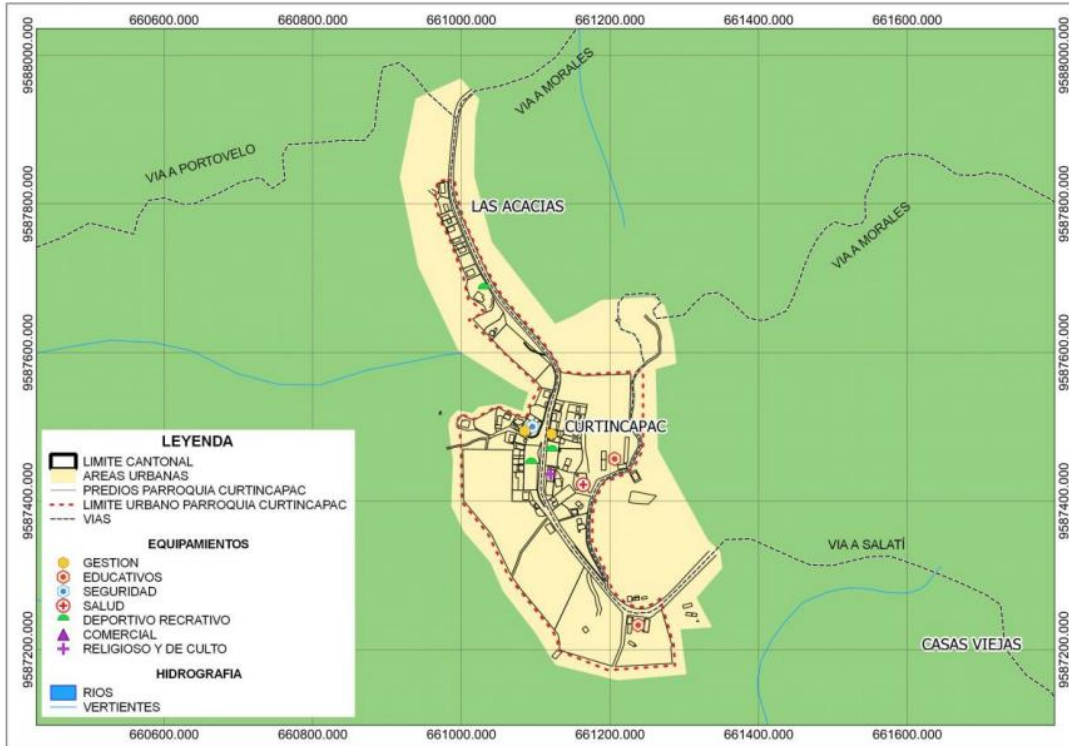 660600.000 660800.000 661000.000 661200.000 661400.000 661600.000
9588000.000 9588000.000
VIA A MORALES
VIA A PORTOVELO
9587800.000 9587800.000
LAS ACACIAS
VIA A MORALES
9587600.000 9587600.000
CURTINCAPAC
9587400.000 9587400.000
VIA A SALATÍ
CASAS VIEJAS
9587200.000 9587200.000
LEYENDA
LIMITE CANTONAL
AREAS URBANAS
PREDIOS PARROQUIA CURTINCAPAC
LIMITE URBANO PARROQUIA CURTINCAPAC
VIAS
EQUIPAMIENTOS
GESTION
EDUCATIVOS
SEGURIDAD
SALUD
DEPORTIVO RECRATIVO
COMERCIAL
RELIGIOSO Y DE CULTO
HIDROGRAFIA
RIOS
VERTIENTES
660600.000 660800.000 661000.000 661200.000 661400.000 661600.000